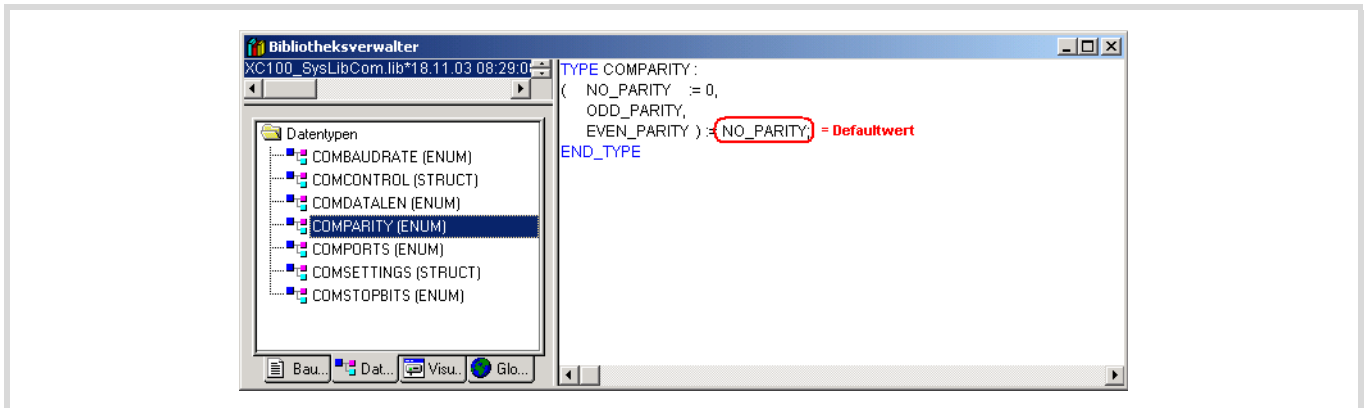 Bibliotheksverwalter
XC100_SysLibCom.lib*18.11.03 08:29:0
Datentypen
COMBAUDRATE (ENUM)
COMCONTROL (STRUCT)
COMDATALEN (ENUM)
COMPARITY (ENUM)
COMPORTS (ENUM)
COMSETTINGS (STRUCT)
COMSTOPBITS (ENUM)
Bau... Dat... Visu.. Glo...
TYPE COMPARITY :
( NO_PARITY := 0,
ODD_PARITY,
EVEN_PARITY ) := NO_PARITY; = Defaultwert
END_TYPE